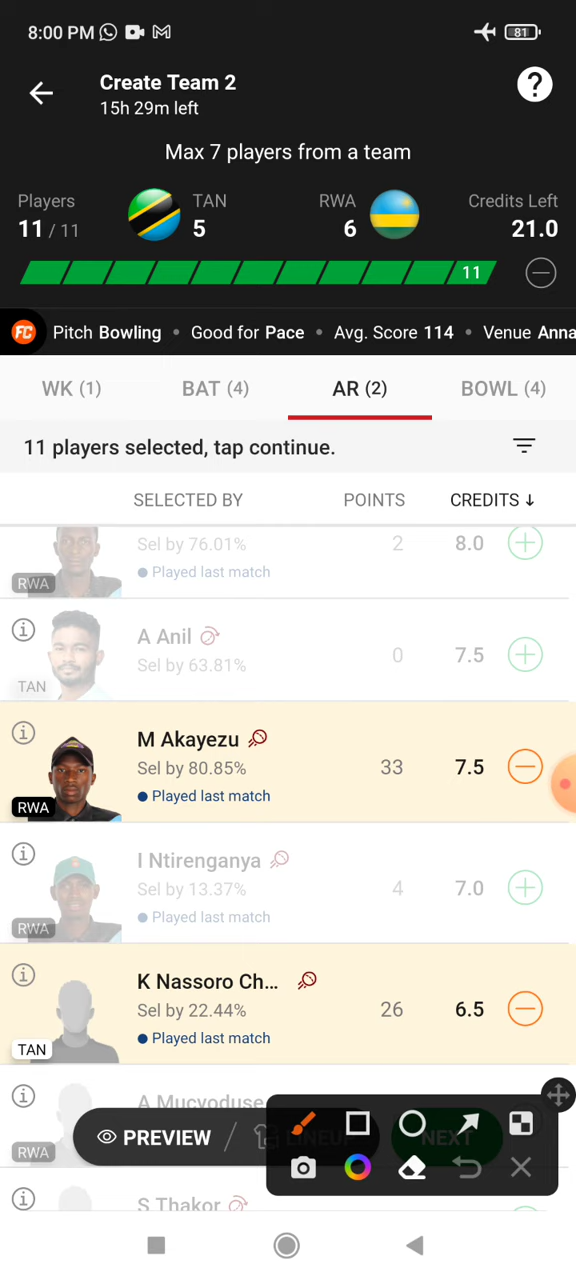 8:00 PM
81
Create Team 2
15h 29m left
?
Max 7 players from a team
Players TAN RWA Credits Left
11 / 11 5 6 21.0
11
FC Pitch Bowling • Good for Pace • Avg. Score 114 • Venue Anna
WK (1) BAT (4) AR (2) BOWL (4)
11 players selected, tap continue.
SELECTED BY POINTS CREDITS ↓
Sel by 76.01% 2 8.0
RWA • Played last match
A Anil
Sel by 63.81% 0 7.5
TAN
M Akayezu
Sel by 80.85% 33 7.5
RWA • Played last match
I Ntirenganya
Sel by 13.37% 4 7.0
RWA • Played last match
K Nassoro Ch...
Sel by 22.44% 26 6.5
TAN • Played last match
A Mucyoduse
PREVIEW / LINEUP NEXT
RWA
S Thakor